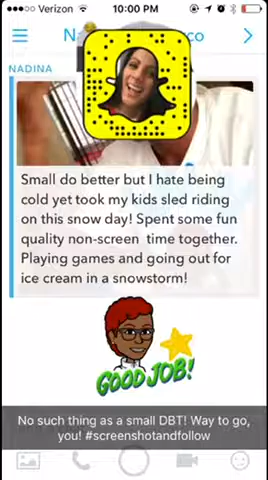 Verizon 10:00 PM
Na co
NADINA
Small do better but I hate being
cold yet took my kids sled riding
on this snow day! Spent some fun
quality non-screen time together.
Playing games and going out for
ice cream in a snowstorm!
GOOD JOB!
No such thing as a small DBT! Way to go,
you! #screenshotandfollow